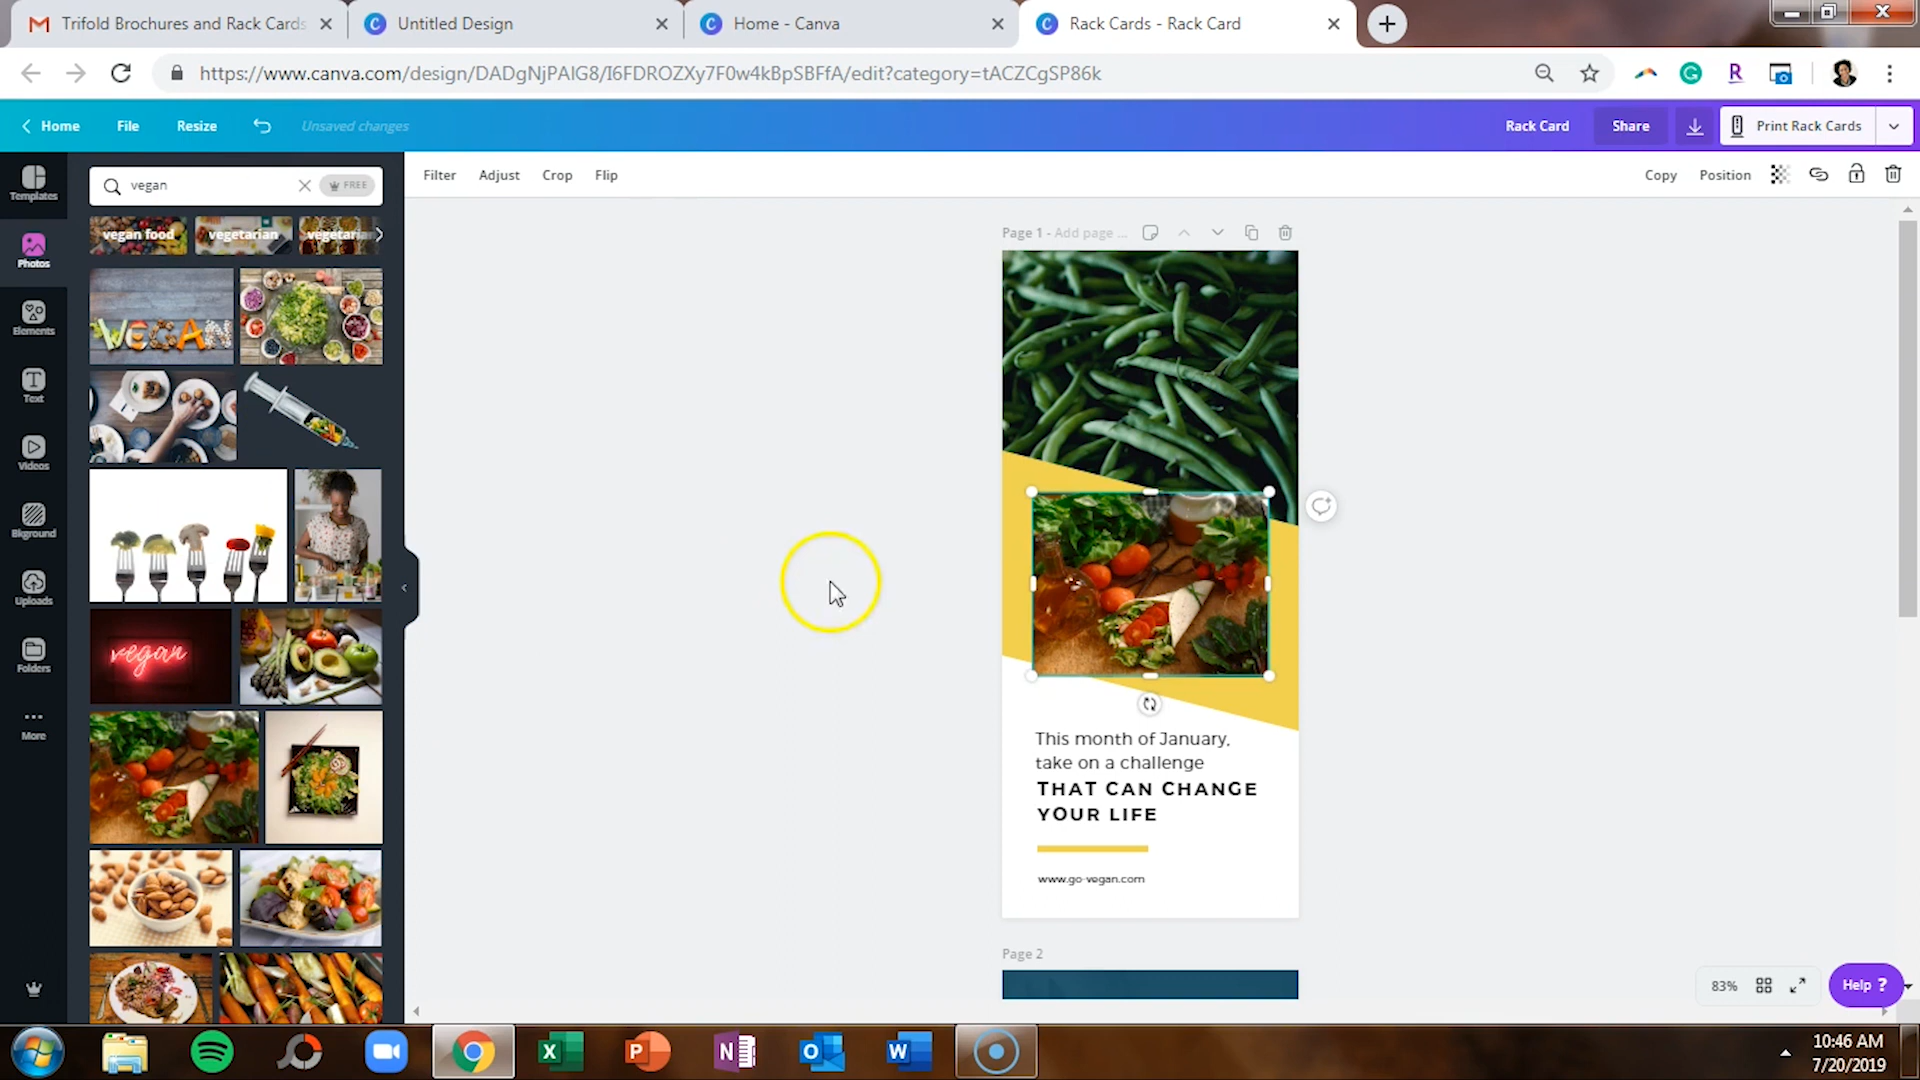 Trifold Brochures and Rack Cards
Untitled Design
Home - Canva
Rack Cards - Rack Card
https://www.canva.com/design/DADgNjPAlG8/I6FDROZXy7F0w4kBpSBFfA/edit?category=tACZCgSP86k
Home
File
Resize
Unsaved changes
Rack Card
Share
Print Rack Cards
Templates
Photos
Elements
Text
Videos
Bkground
Uploads
Folders
More
vegan
FREE
vegan food
vegetarian
vegetarian
VEGAN
vegan
Filter
Adjust
Crop
Flip
Copy
Position
Page 1 - Add page ...
This month of January,
take on a challenge
THAT CAN CHANGE
YOUR LIFE
www.go-vegan.com
Page 2
83%
Help ?
10:46 AM
7/20/2019